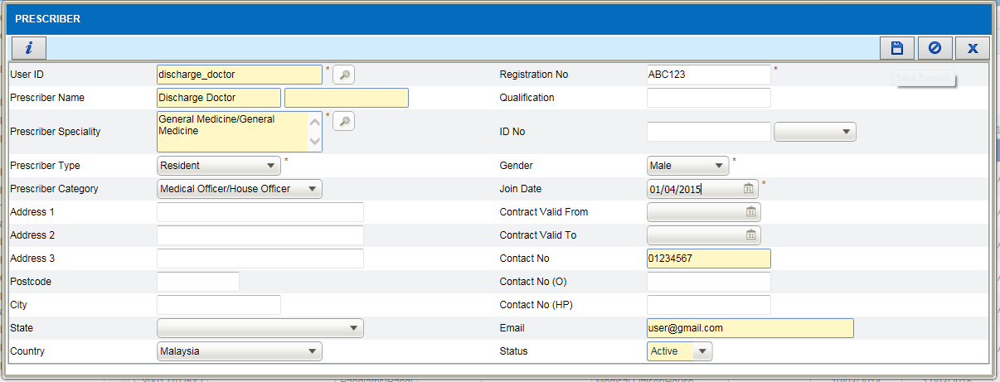 PRESCRIBER
i
X
User ID discharge_doctor * Registration No ABC123 *
Save Record
Prescriber Name Discharge Doctor Qualification
Prescriber Speciality General Medicine/General * ID No
Medicine
Prescriber Type Resident * Gender Male *
Prescriber Category Medical Officer/House Officer Join Date 01/04/2015 31 *
Address 1 Contract Valid From 31
Address 2 Contract Valid To 31
Address 3 Contact No 01234567
Postcode Contact No (O)
City Contact No (HP)
State Email user@gmail.com
Country Malaysia Status Active